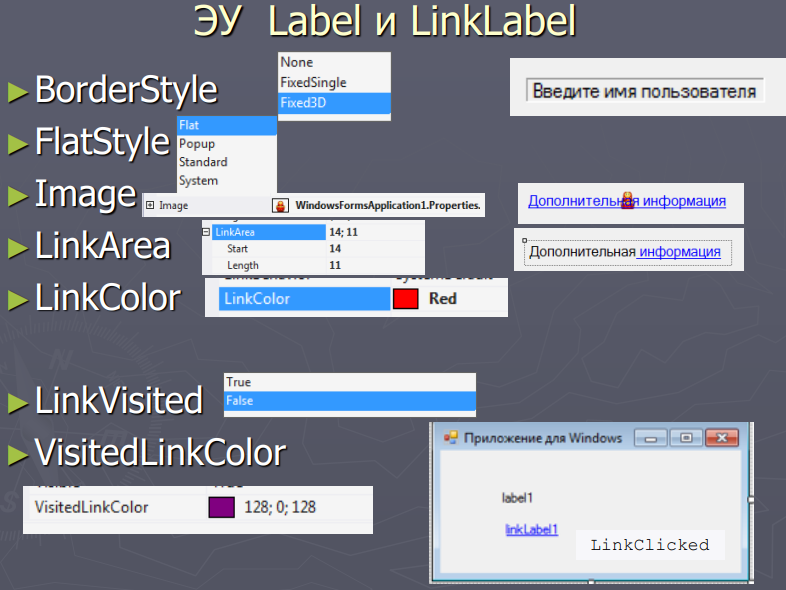 ЭУ Label и LinkLabel
BorderStyle
None
FixedSingle
Fixed3D
Введите имя пользователя
FlatStyle
Flat
Popup
Standard
System
Image
Image WindowsFormsApplication1.Properties.
Дополнительная информация
LinkArea
LinkArea 14; 11
Start 14
Length 11
Дополнительная информация
LinkColor
LinkColor Red
LinkVisited
True
False
VisitedLinkColor
VisitedLinkColor 128; 0; 128
Приложение для Windows
label1
linkLabel1
LinkClicked